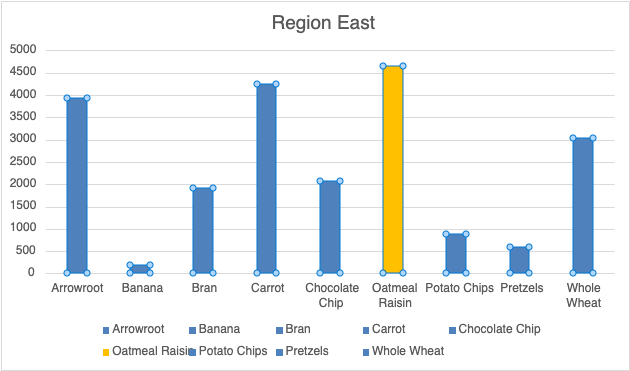 Region East
5000
4500
4000
3500
3000
2500
2000
1500
1000
500
0
Arrowroot Banana Bran Carrot Chocolate Chip Oatmeal Raisin Potato Chips Pretzels Whole Wheat
Arrowroot Banana Bran Carrot Chocolate Chip
Oatmeal Raisin Potato Chips Pretzels Whole Wheat